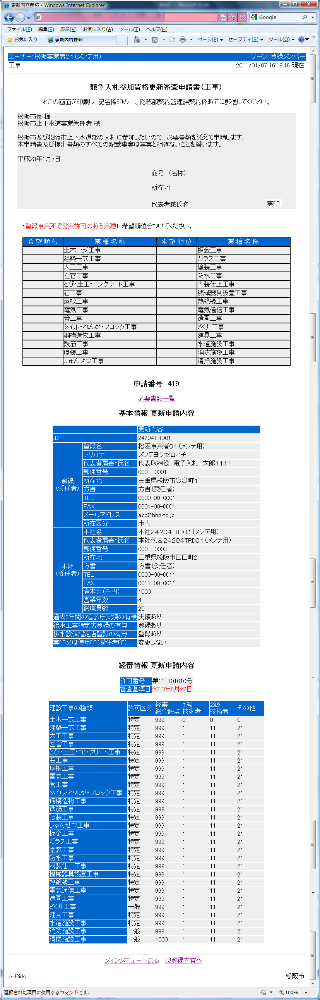 更新内容参照 - Windows Internet Explorer
Google
ファイル(F) 編集(E) 表示(V) お気に入り(A) ツール(T) ヘルプ(H)
お気に入り 更新内容参照 ページ(P) セーフティ(S) ツール(O)
ユーザー:松阪事業者01(メンテ用) ゾーン:登録メンバー
工事 2011/01/07 16:19:16 現在
競争入札参加資格更新審査申請書(工事)
*この画面を印刷し、記名捺印の上、総務部契約監理課契約係あてに郵送してください。
松阪市長 様
松阪市上下水道事業管理者 様
松阪市及び松阪市上下水道部の入札に参加したいので、必要書類を添えて申請します。
本申請書及び提出書類のすべての記載事実は事実と相違ないことを誓います。
平成23年1月7日
商号 (名称)
所在地
代表者職氏名 実印
・登録事業所で営業許可のある業種に希望順位をつけてください。
希望順位 業種名称 希望順位 業種名称
土木一式工事 板金工事
建築一式工事 ガラス工事
大工工事 塗装工事
左官工事 防水工事
とび・土工・コンクリート工事 内装仕上工事
石工事 機械器具設置工事
屋根工事 熱絶縁工事
電気工事 電気通信工事
管工事 造園工事
タイル・れんが・ブロック工事 さく井工事
鋼構造物工事 建具工事
鉄筋工事 水道施設工事
ほ装工事 消防施設工事
しゅんせつ工事 清掃施設工事
申請番号 419
必要書類一覧
基本情報 更新申請内容
更新内容
ID 24204TRD01
登録
(受任者)
登録名 松阪事業者01(メンテ用)
フリガナ メンテヨウゼロイチ
代表者肩書・氏名 代表取締役 電子入札 太郎1111
郵便番号 000 - 0001
所在地 三重県松阪市○○町1
方書 方書(受任者)
TEL 0000-00-0001
FAX 0001-00-0001
メールアドレス abc@bbb.co.jp
所在区分 市内
本社
(委任者)
本社名 本社24204TRD01(メンテ用)
代表者肩書・氏名 本社代表24204TRD01(メンテ用)
郵便番号 000 - 0003
所在地 三重県松阪市□□町2
方書 方書(委任者)
TEL 0000-00-0011
FAX 0011-00-0011
資本金(千円) 1000
営業年数 4
総職員数 20
過去2年間の官公庁実績の有無 実績あり
給水工事指定店登録の有無 登録あり
排水設備指定店登録の有無 登録あり
実印又は使用印(受任者印) 変更しない
経審情報 更新申請内容
許可番号 第11-101010号
審査基準日 2010年6月27日
建設工事の種類 許可区分 経審総合評点 1級技術者 2級技術者 その他
土木一式工事 特定 999 0 0 0
建築一式工事 特定 999 1 11 21
大工工事 特定 999 1 11 21
左官工事 特定 999 1 11 21
とび・土工・コンクリート工事 特定 999 1 11 21
石工事 特定 999 1 11 21
屋根工事 特定 999 1 11 21
電気工事 特定 999 1 11 21
管工事 特定 999 1 11 21
タイル・れんが・ブロック工事 特定 999 1 11 21
鋼構造物工事 特定 999 1 11 21
鉄筋工事 特定 999 1 11 21
ほ装工事 特定 999 1 11 21
しゅんせつ工事 特定 999 1 11 21
板金工事 特定 999 1 11 21
ガラス工事 特定 999 1 11 21
塗装工事 特定 999 1 11 21
防水工事 特定 999 1 11 21
内装仕上工事 特定 999 1 11 21
機械器具設置工事 特定 999 1 11 21
熱絶縁工事 特定 999 1 11 21
電気通信工事 特定 999 1 11 21
造園工事 特定 999 1 11 21
さく井工事 一般 999 1 11 21
建具工事 特定 999 1 11 21
水道施設工事 特定 999 1 11 21
消防施設工事 一般 999 1 11 21
清掃施設工事 一般 1000 1 11 21
メインメニューへ戻る 現登録内容へ
e-Bids 松阪市
選択された項目に使用するコマンドです。 100%